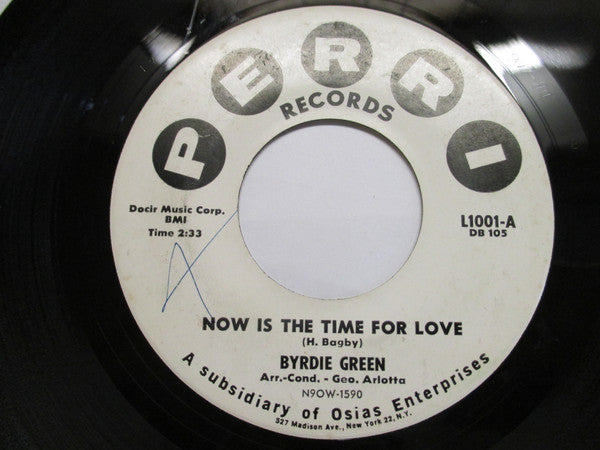 PERRI
RECORDS
Docir Music Corp.
BMI
Time 2:33
L1001-A
DB 105
NOW IS THE TIME FOR LOVE
(H. Bagby)
BYRDIE GREEN
Arr.-Cond. - Geo. Arlotta
N9OW-1590
A subsidiary of Osias Enterprises
527 Madison Ave., New York 22, N.Y.